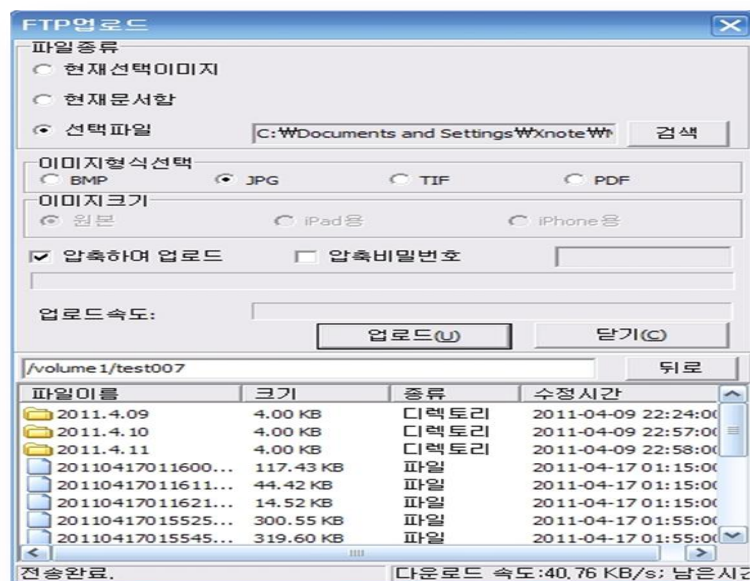 FTP업로드
파일종류
현재선택이미지
현재문서함
선택파일 C:₩Documents and Settings₩Xnote₩ 검색
이미지형식선택
BMP JPG TIF PDF
이미지크기
원본 iPad용 iPhone용
압축하여 업로드 압축비밀번호
업로드속도:
업로드(U) 닫기(C)
/volume1/test007 뒤로
파일이름 크기 종류 수정시간
2011.4.09 4.00 KB 디렉토리 2011-04-09 22:24:00
2011.4.10 4.00 KB 디렉토리 2011-04-09 22:57:00
2011.4.11 4.00 KB 디렉토리 2011-04-09 22:58:00
20110417011600... 117.43 KB 파일 2011-04-17 01:15:00
20110417011611... 44.42 KB 파일 2011-04-17 01:15:00
20110417011621... 14.52 KB 파일 2011-04-17 01:15:00
20110417015525... 300.55 KB 파일 2011-04-17 01:55:00
20110417015545... 319.60 KB 파일 2011-04-17 01:55:00
전송완료. 다운로드 속도:40,76 KB/s; 남은시간